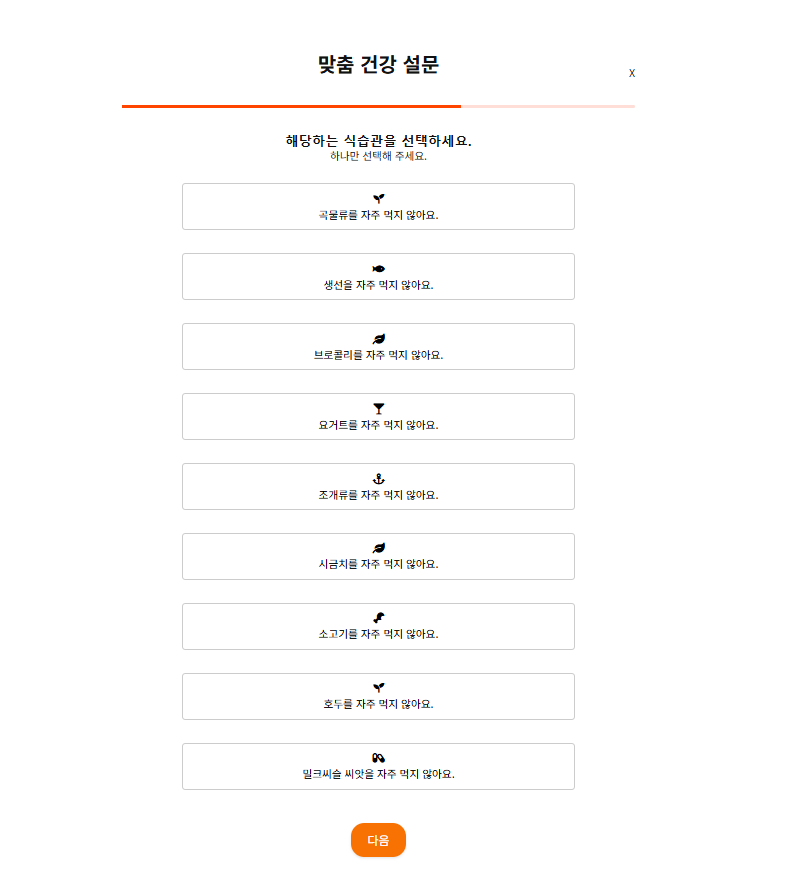 맞춤 건강 설문
X
해당하는 식습관을 선택하세요.
하나만 선택해 주세요.
곡물류를 자주 먹지 않아요.
생선을 자주 먹지 않아요.
브로콜리를 자주 먹지 않아요.
요거트를 자주 먹지 않아요.
조개류를 자주 먹지 않아요.
시금치를 자주 먹지 않아요.
소고기를 자주 먹지 않아요.
호두를 자주 먹지 않아요.
밀크씨슬 씨앗을 자주 먹지 않아요.
다음